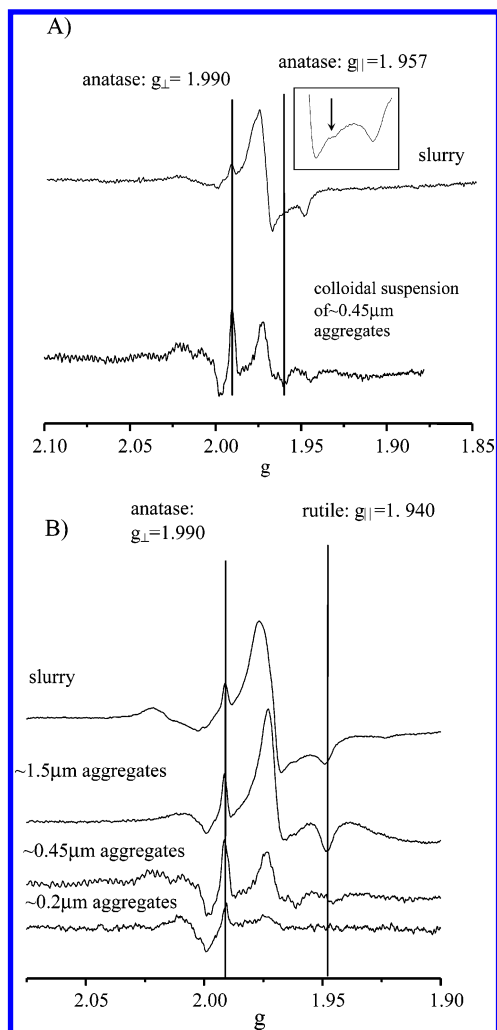 A)
anatase: g⊥= 1.990
anatase: g||=1. 957
slurry
colloidal suspension
of~0.45μm
aggregates
2.10 2.05 2.00 1.95 1.90 1.85
g
B)
anatase:
g⊥=1.990
rutile: g||=1. 940
slurry
~1.5μm aggregates
~0.45μm aggregates
~0.2μm aggregates
2.05 2.00 1.95 1.90
g